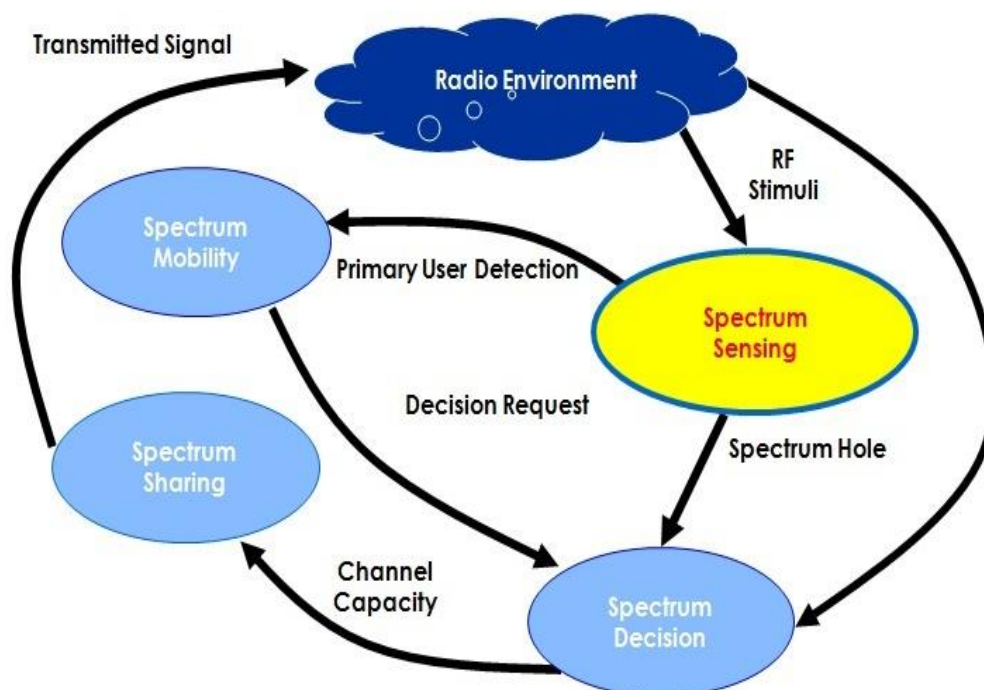 Transmitted Signal
Radio Environment
RF
Stimuli
Spectrum
Mobility
Primary User Detection
Spectrum
Sensing
Decision Request
Spectrum Hole
Spectrum
Sharing
Channel
Capacity
Spectrum
Decision